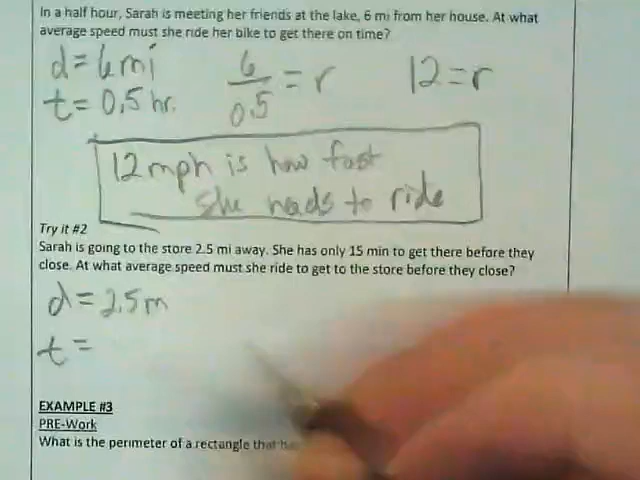 In a half hour, Sarah is meeting her friends at the lake, 6 mi from her house. At what
average speed must she ride her bike to get there on time?
d = 6 mi 6/0.5 = r 12 = r
t = 0.5 hr.
12 mph is how fast
she needs to ride
Try it #2
Sarah is going to the store 2.5 mi away. She has only 15 min to get there before they
close. At what average speed must she ride to get to the store before they close?
d = 2.5 m
t =
EXAMPLE #3
PRE-Work
What is the perimeter of a rectangle that